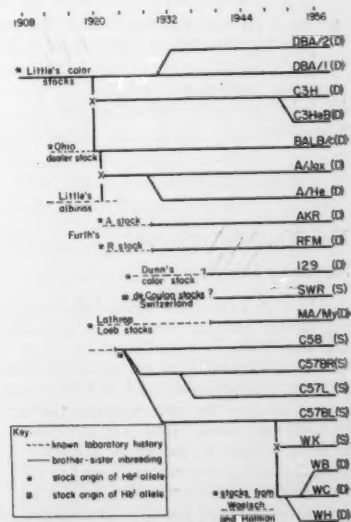 1908 1920 1932 1944 1956
DBA/2 (D)
* Little's color stocks
DBA/1 (D)
C3H (D)
C3HeB (D)
* Ohio dealer stock
BALB/c (D)
A/Jax (D)
Little's albinos
A/He (D)
* A stock
AKR (D)
Furth's
* R stock
RFM (D)
Dunn's color stock ?
129 (D)
* de Coulon stocks ? Switzerland
SWR (S)
* Lathrop Loeb stocks
MA/My (D)
C58 (S)
C57BR (S)
C57L (S)
C57BL (S)
Key
---- known laboratory history
—— brother-sister inbreeding
stock origin of Hb allele
stock origin of Hb allele
WK (S)
* stocks from Waelsch and Holman
WB (D)
WC (D)
WH (D)